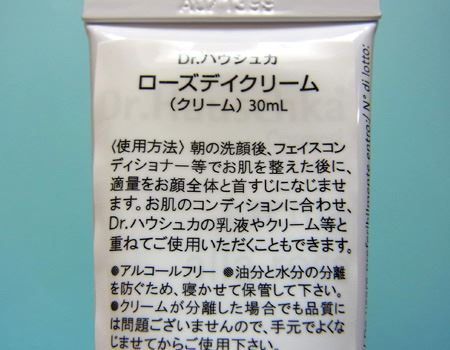 Dr.ハウシュカ
ローズデイクリーム
（クリーム）30mL
〈使用方法〉朝の洗顔後、フェイスコン
ディショナー等でお肌を整えた後に、
適量をお顔全体と首すじになじませ
ます。お肌のコンディションに合わせ、
Dr.ハウシュカの乳液やクリーム等と
重ねてご使用いただくこともできます。
●アルコールフリー ●油分と水分の分離
を防ぐため、寝かせて保管して下さい。
●クリームが分離した場合でも品質に
は問題ございませんので、手元でよくな
じませてからご使用下さい。
preferibilmente entro:/ N° di lotto: